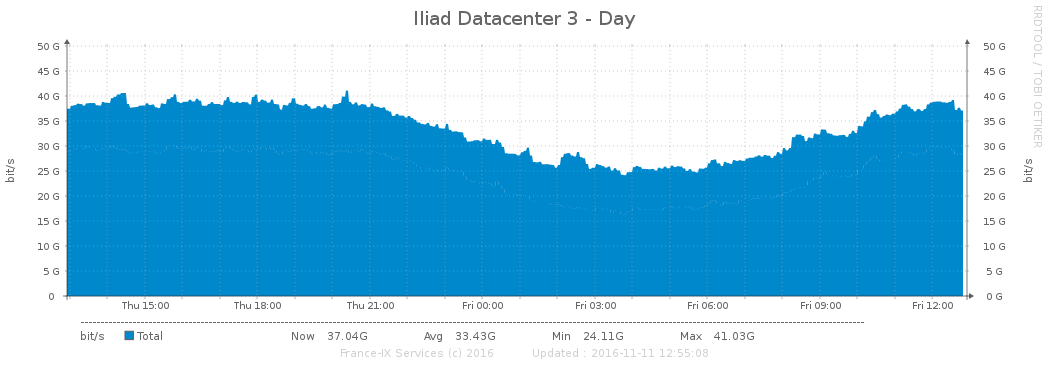 Iliad Datacenter 3 - Day
RRDTOOL / TOBI OETIKER
50 G 50 G
45 G 45 G
40 G 40 G
35 G 35 G
30 G 30 G
25 G 25 G
20 G 20 G
15 G 15 G
10 G 10 G
5 G 5 G
0 0 G
bit/s bit/s
Thu 15:00 Thu 18:00 Thu 21:00 Fri 00:00 Fri 03:00 Fri 06:00 Fri 09:00 Fri 12:00
bit/s Total Now 37.04G Avg 33.43G Min 24.11G Max 41.03G
France-IX Services (c) 2016 Updated : 2016-11-11 12:55:08